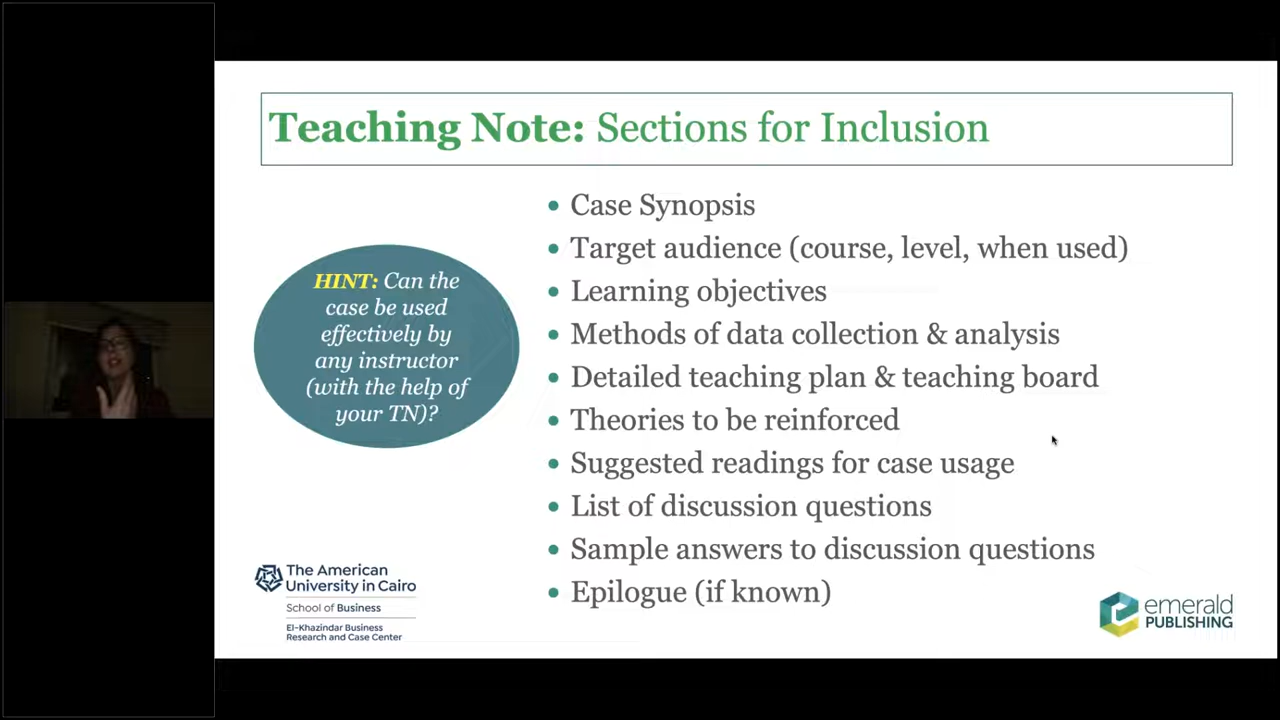 Teaching Note: Sections for Inclusion
HINT: Can the
case be used
effectively by
any instructor
(with the help of
your TN)?
• Case Synopsis
• Target audience (course, level, when used)
• Learning objectives
• Methods of data collection & analysis
• Detailed teaching plan & teaching board
• Theories to be reinforced
• Suggested readings for case usage
• List of discussion questions
• Sample answers to discussion questions
• Epilogue (if known)
The American
University in Cairo
School of Business
El-Khazindar Business
Research and Case Center
emerald
PUBLISHING